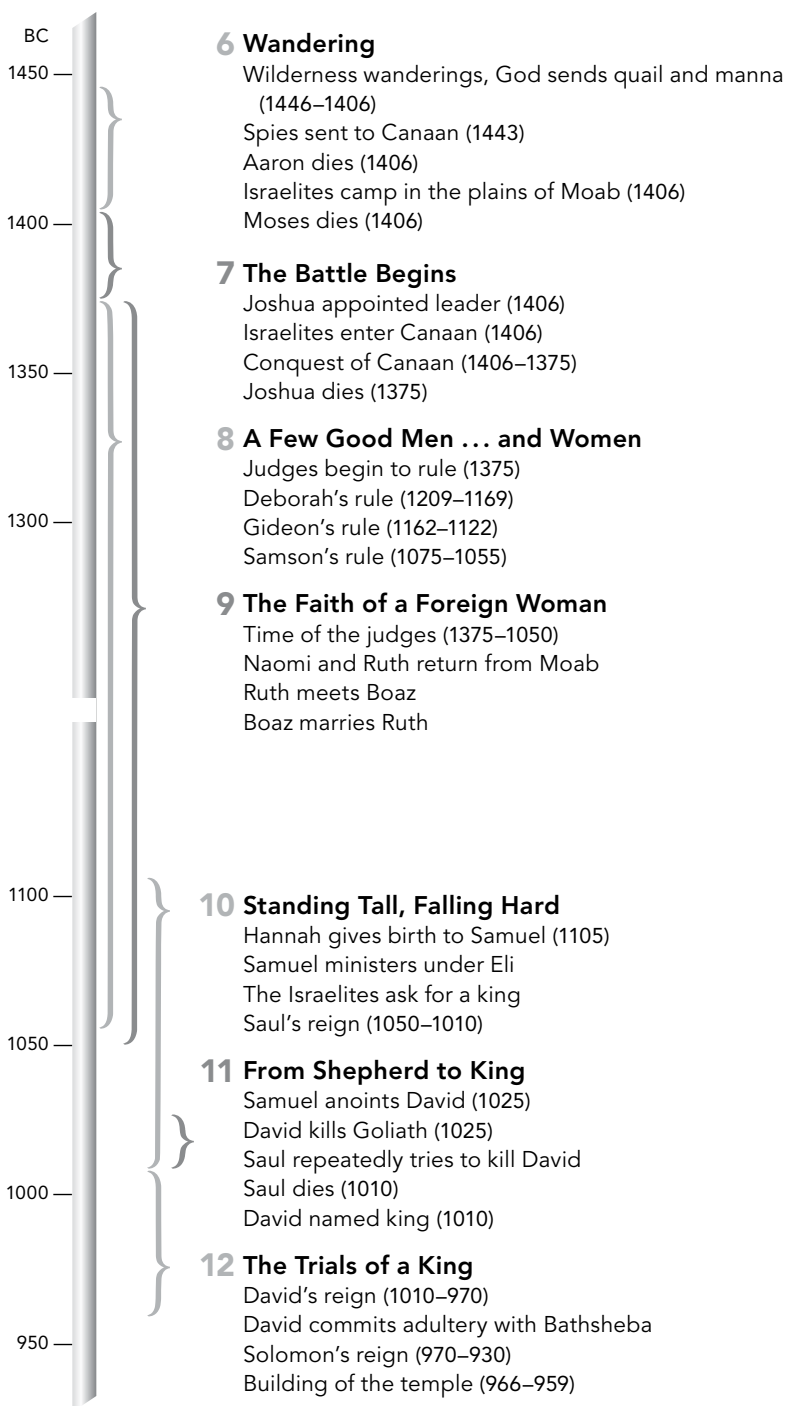 BC
1450
1400
1350
1300
1100
1050
1000
950
6 Wandering
Wilderness wanderings, God sends quail and manna
(1446–1406)
Spies sent to Canaan (1443)
Aaron dies (1406)
Israelites camp in the plains of Moab (1406)
Moses dies (1406)
7 The Battle Begins
Joshua appointed leader (1406)
Israelites enter Canaan (1406)
Conquest of Canaan (1406–1375)
Joshua dies (1375)
8 A Few Good Men … and Women
Judges begin to rule (1375)
Deborah’s rule (1209–1169)
Gideon’s rule (1162–1122)
Samson’s rule (1075–1055)
9 The Faith of a Foreign Woman
Time of the judges (1375–1050)
Naomi and Ruth return from Moab
Ruth meets Boaz
Boaz marries Ruth
10 Standing Tall, Falling Hard
Hannah gives birth to Samuel (1105)
Samuel ministers under Eli
The Israelites ask for a king
Saul’s reign (1050–1010)
11 From Shepherd to King
Samuel anoints David (1025)
David kills Goliath (1025)
Saul repeatedly tries to kill David
Saul dies (1010)
David named king (1010)
12 The Trials of a King
David’s reign (1010–970)
David commits adultery with Bathsheba
Solomon’s reign (970–930)
Building of the temple (966–959)